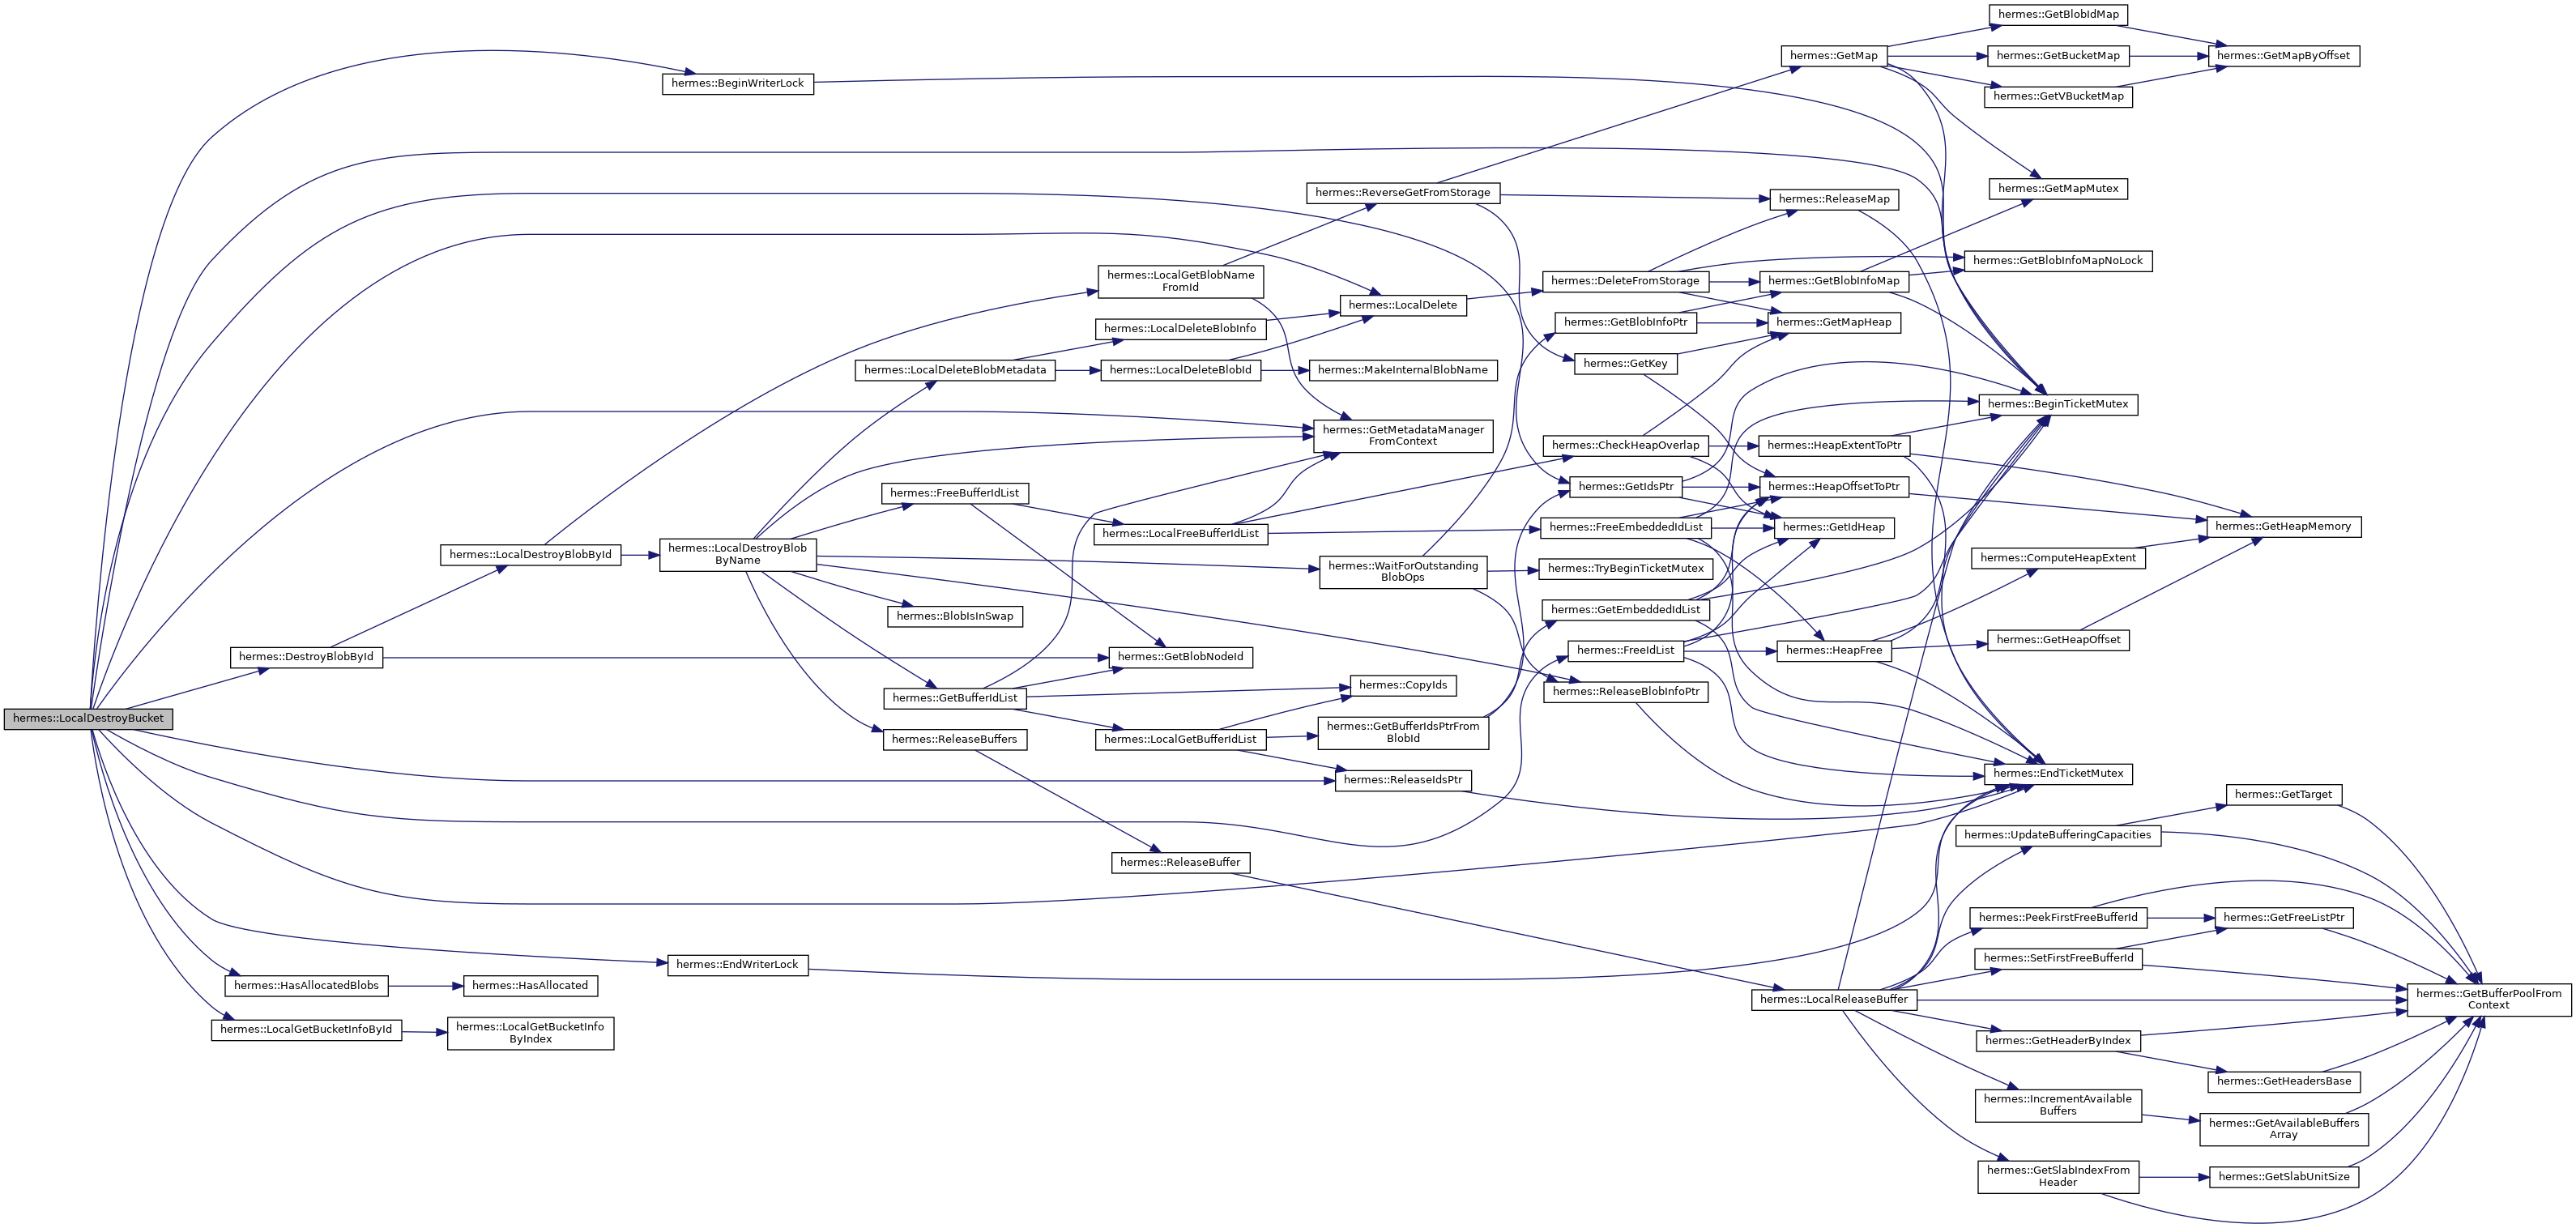 hermes::LocalDestroyBucket
hermes::BeginWriterLock
hermes::DestroyBlobById
hermes::HasAllocatedBlobs
hermes::LocalGetBucketInfoById
hermes::LocalDestroyBlobById
hermes::HasAllocated
hermes::LocalGetBucketInfo
ByIndex
hermes::LocalDestroyBlob
ByName
hermes::EndWriterLock
hermes::LocalDeleteBlobMetadata
hermes::FreeBufferIdList
hermes::BlobIsInSwap
hermes::GetBufferIdList
hermes::ReleaseBuffers
hermes::LocalGetBlobName
FromId
hermes::LocalDeleteBlobInfo
hermes::LocalDeleteBlobId
hermes::LocalFreeBufferIdList
hermes::GetBlobNodeId
hermes::LocalGetBufferIdList
hermes::ReleaseBuffer
hermes::ReverseGetFromStorage
hermes::LocalDelete
hermes::MakeInternalBlobName
hermes::GetMetadataManager
FromContext
hermes::WaitForOutstanding
BlobOps
hermes::CopyIds
hermes::GetBufferIdsPtrFrom
BlobId
hermes::ReleaseIdsPtr
hermes::DeleteFromStorage
hermes::GetBlobInfoPtr
hermes::GetKey
hermes::CheckHeapOverlap
hermes::GetIdsPtr
hermes::FreeEmbeddedIdList
hermes::TryBeginTicketMutex
hermes::GetEmbeddedIdList
hermes::FreeIdList
hermes::ReleaseBlobInfoPtr
hermes::GetMap
hermes::ReleaseMap
hermes::GetBlobInfoMap
hermes::GetMapHeap
hermes::HeapExtentToPtr
hermes::HeapOffsetToPtr
hermes::GetIdHeap
hermes::HeapFree
hermes::LocalReleaseBuffer
hermes::GetBlobIdMap
hermes::GetBucketMap
hermes::GetVBucketMap
hermes::GetMapMutex
hermes::GetBlobInfoMapNoLock
hermes::BeginTicketMutex
hermes::ComputeHeapExtent
hermes::GetHeapOffset
hermes::EndTicketMutex
hermes::UpdateBufferingCapacities
hermes::PeekFirstFreeBufferId
hermes::SetFirstFreeBufferId
hermes::GetHeaderByIndex
hermes::IncrementAvailable
Buffers
hermes::GetSlabIndexFrom
Header
hermes::GetMapByOffset
hermes::GetHeapMemory
hermes::GetTarget
hermes::GetFreeListPtr
hermes::GetHeadersBase
hermes::GetAvailableBuffers
Array
hermes::GetSlabUnitSize
hermes::GetBufferPoolFrom
Context